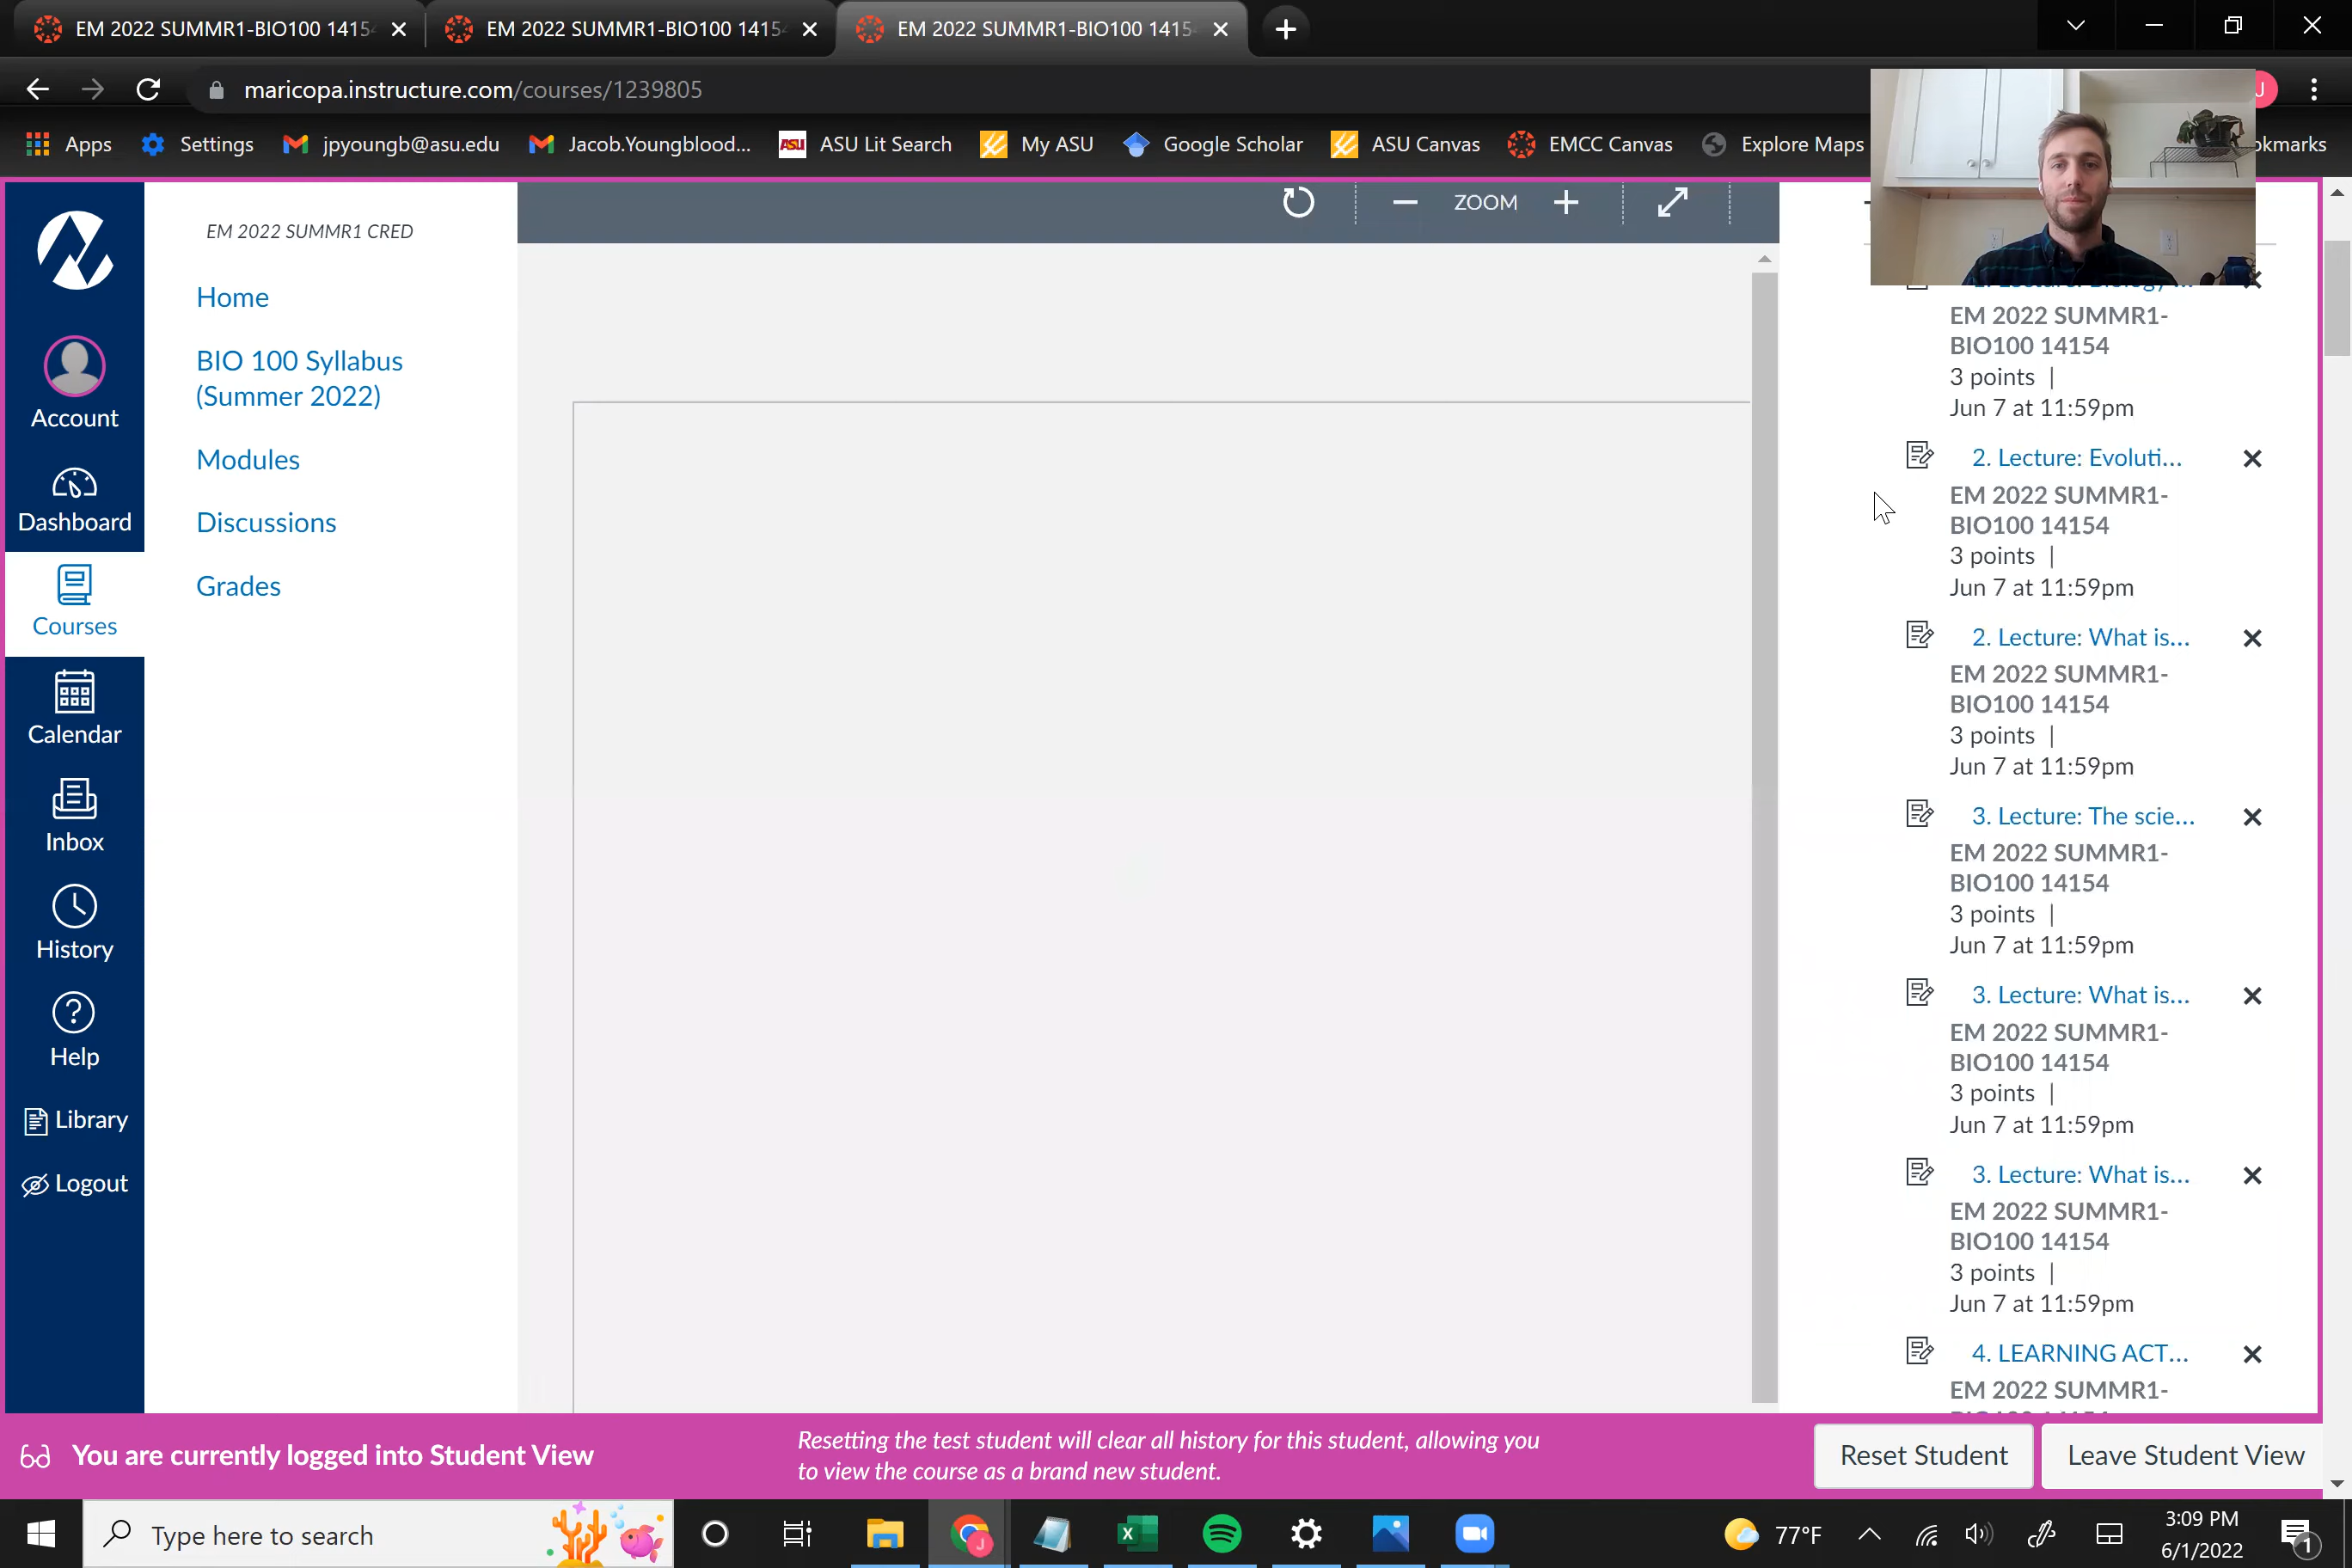 EM 2022 SUMMR1-BIO100 1415
EM 2022 SUMMR1-BIO100 1415
EM 2022 SUMMR1-BIO100 1415
maricopa.instructure.com/courses/1239805
J
Apps
Settings
jpyoungb@asu.edu
Jacob.Youngblood...
ASU
ASU Lit Search
My ASU
Google Scholar
ASU Canvas
EMCC Canvas
Explore Maps
okmarks
Account
Dashboard
Courses
Calendar
Inbox
History
Help
Library
Logout
EM 2022 SUMMR1 CRED
Home
BIO 100 Syllabus
(Summer 2022)
Modules
Discussions
Grades
ZOOM
EM 2022 SUMMR1-
BIO100 14154
3 points |
Jun 7 at 11:59pm
2. Lecture: Evoluti...
EM 2022 SUMMR1-
BIO100 14154
3 points |
Jun 7 at 11:59pm
2. Lecture: What is...
EM 2022 SUMMR1-
BIO100 14154
3 points |
Jun 7 at 11:59pm
3. Lecture: The scie...
EM 2022 SUMMR1-
BIO100 14154
3 points |
Jun 7 at 11:59pm
3. Lecture: What is...
EM 2022 SUMMR1-
BIO100 14154
3 points |
Jun 7 at 11:59pm
3. Lecture: What is...
EM 2022 SUMMR1-
BIO100 14154
3 points |
Jun 7 at 11:59pm
4. LEARNING ACT...
EM 2022 SUMMR1-
You are currently logged into Student View
Resetting the test student will clear all history for this student, allowing you
to view the course as a brand new student.
Reset Student
Leave Student View
Type here to search
77°F
3:09 PM
6/1/2022
1